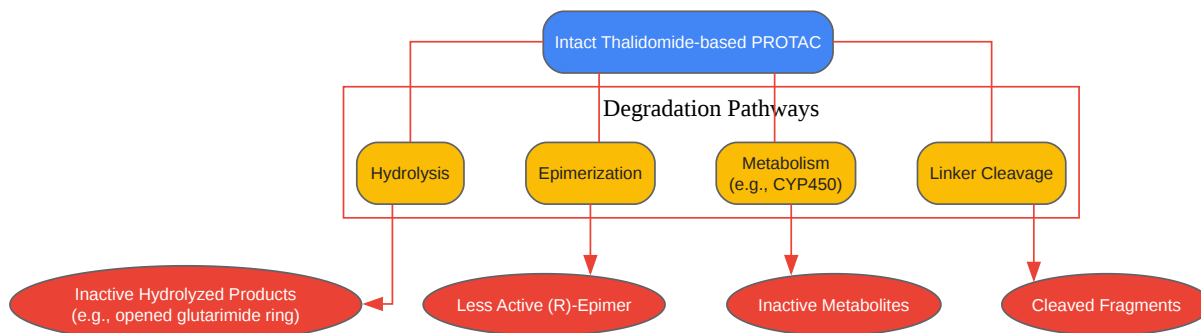 Intact Thalidomide-based PROTAC
Degradation Pathways
Hydrolysis
Epimerization
Metabolism
(e.g., CYP450)
Linker Cleavage
Inactive Hydrolyzed Products
(e.g., opened glutarimide ring)
Less Active (R)-Epimer
Inactive Metabolites
Cleaved Fragments